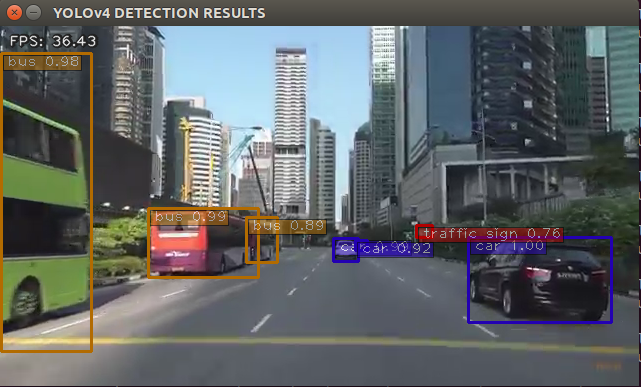 YOLOv4 DETECTION RESULTS
FPS: 36.43
bus 0.98
bus 0.99
bus 0.89
traffic sign 0.76
car
car 0.92
car 1.00